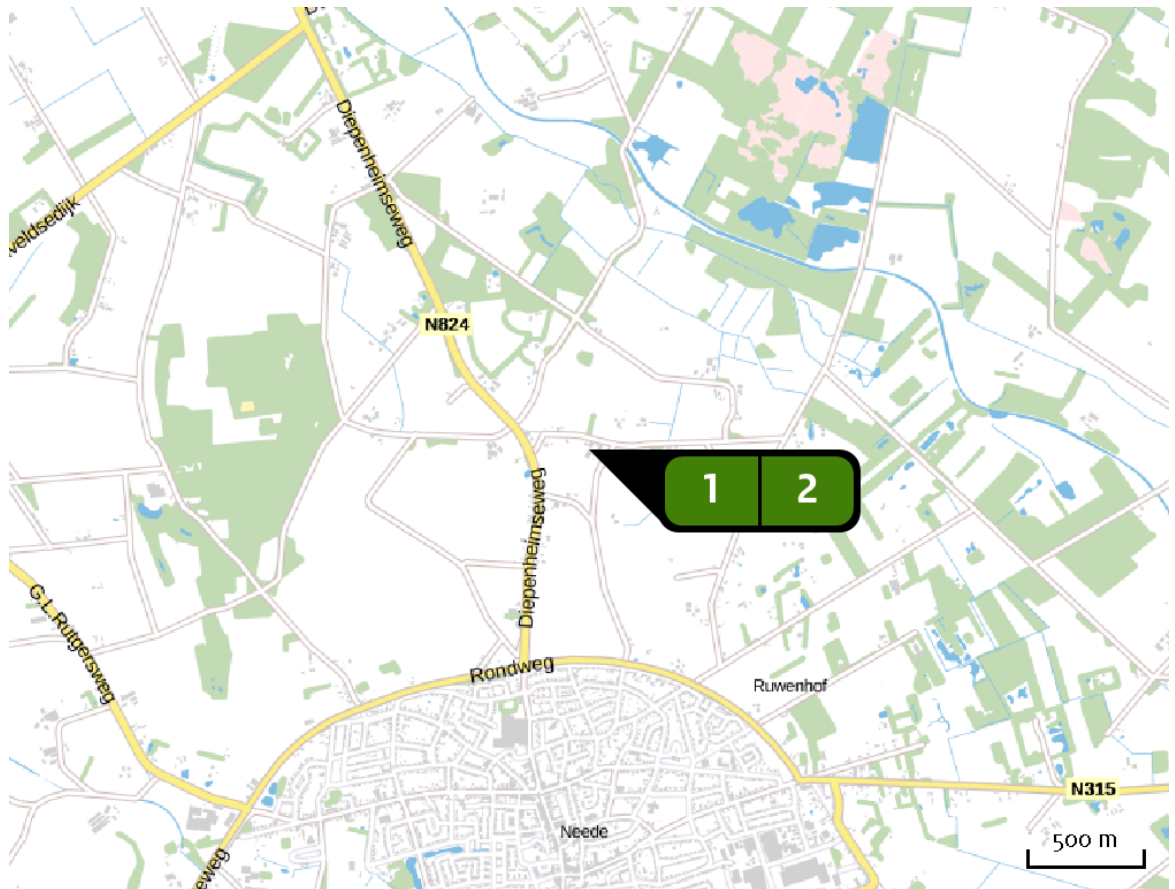 Diepenheimseweg
veldsedijk
N824
1 2
Diepenheimseweg
G.L. Rutgersweg
Rondweg
Ruwenhof
N315
Neede
500 m
eweg